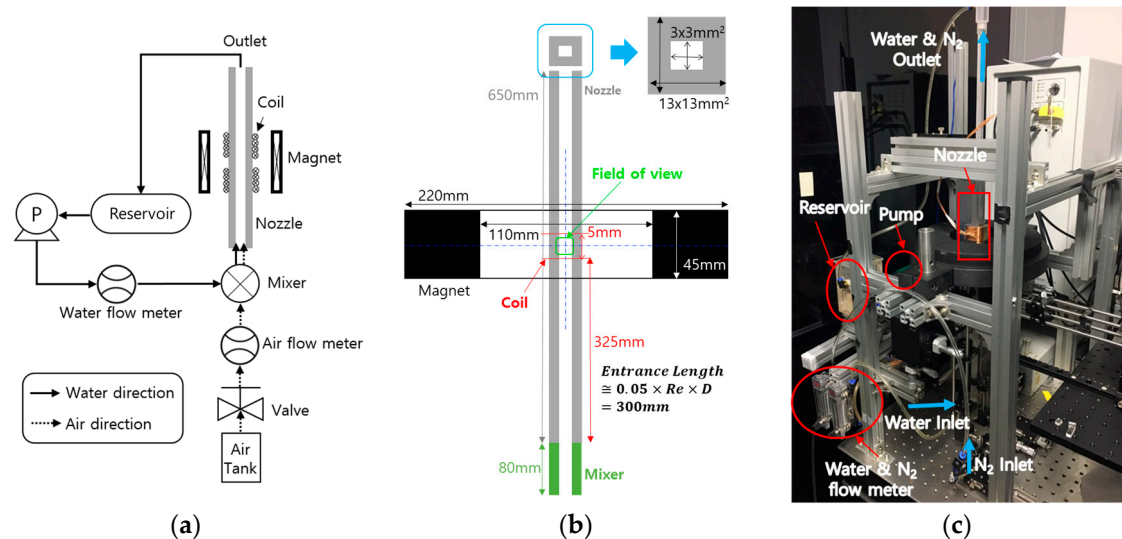 Outlet
Coil
Magnet
P
Reservoir
Nozzle
Mixer
Water flow meter
Air flow meter
Water direction
Air direction
Valve
Air
Tank
(a)
3x3mm²
13x13mm²
650mm
Nozzle
Field of view
220mm
110mm
5mm
45mm
Magnet
Coil
325mm
Entrance Length
≅ 0.05 × Re × D
= 300mm
80mm
Mixer
(b)
Water & N₂
Outlet
Nozzle
Reservoir
Pump
Water Inlet
Water & N₂
flow meter
N₂ Inlet
(c)